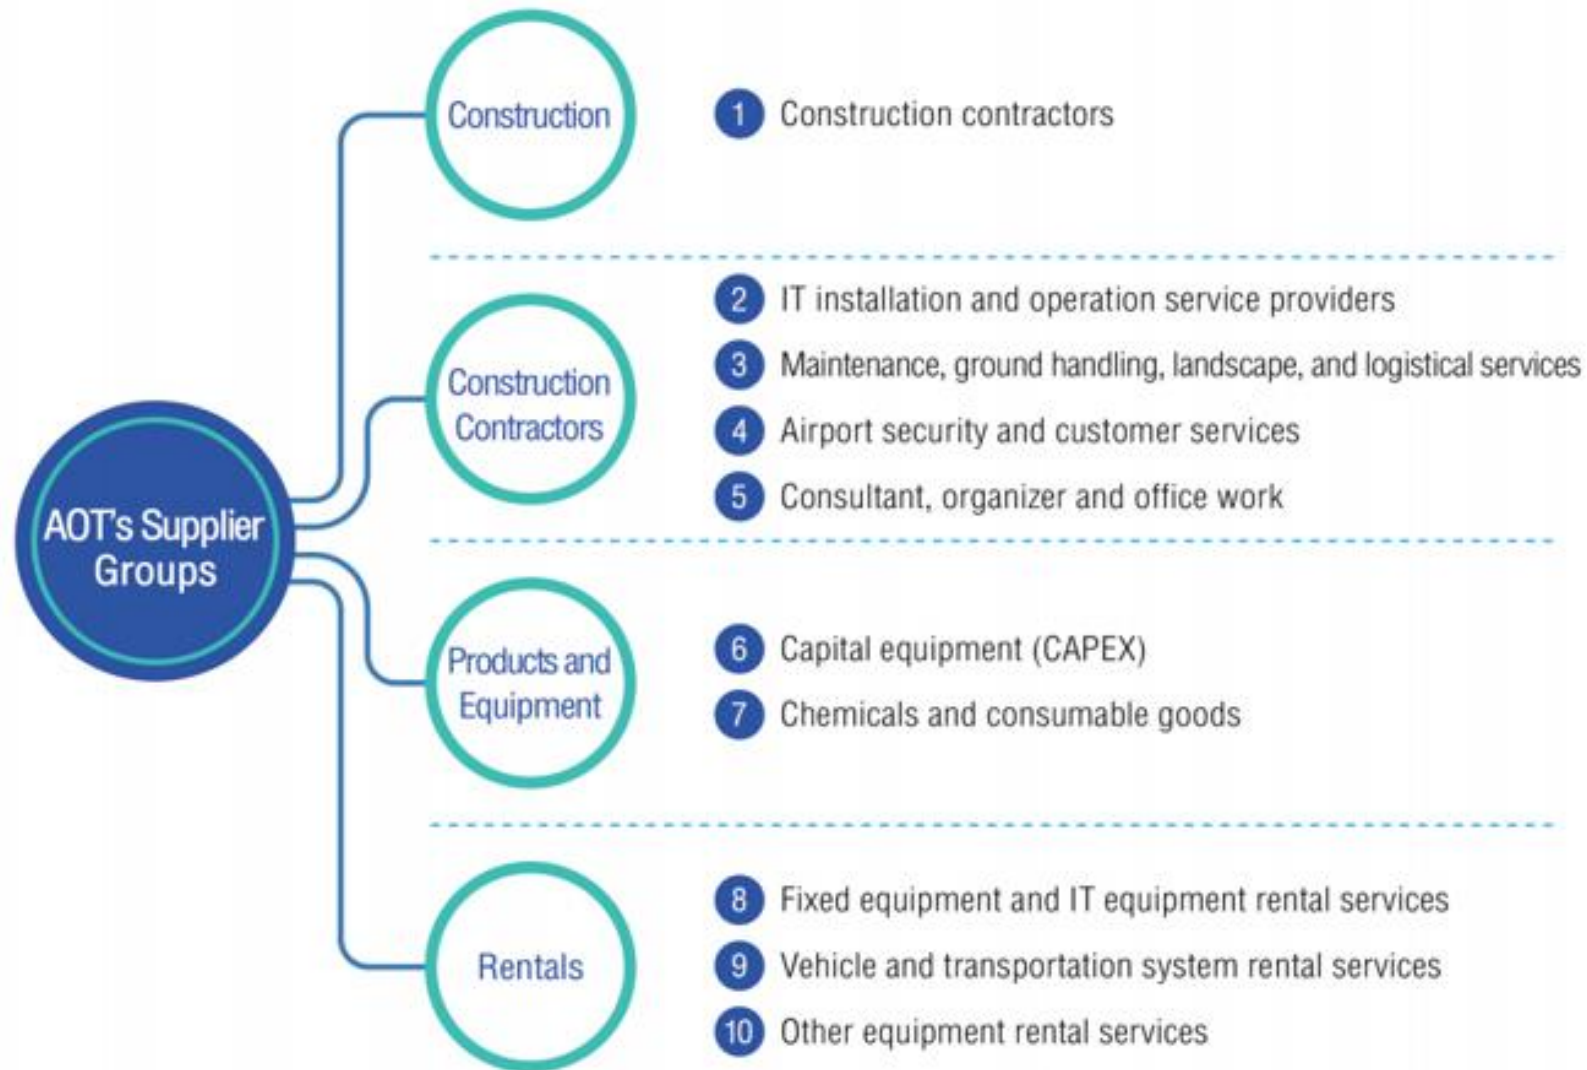 AOT's Supplier
Groups
Construction
1 Construction contractors
Construction
Contractors
2 IT installation and operation service providers
3 Maintenance, ground handling, landscape, and logistical services
4 Airport security and customer services
5 Consultant, organizer and office work
Products and
Equipment
6 Capital equipment (CAPEX)
7 Chemicals and consumable goods
Rentals
8 Fixed equipment and IT equipment rental services
9 Vehicle and transportation system rental services
10 Other equipment rental services